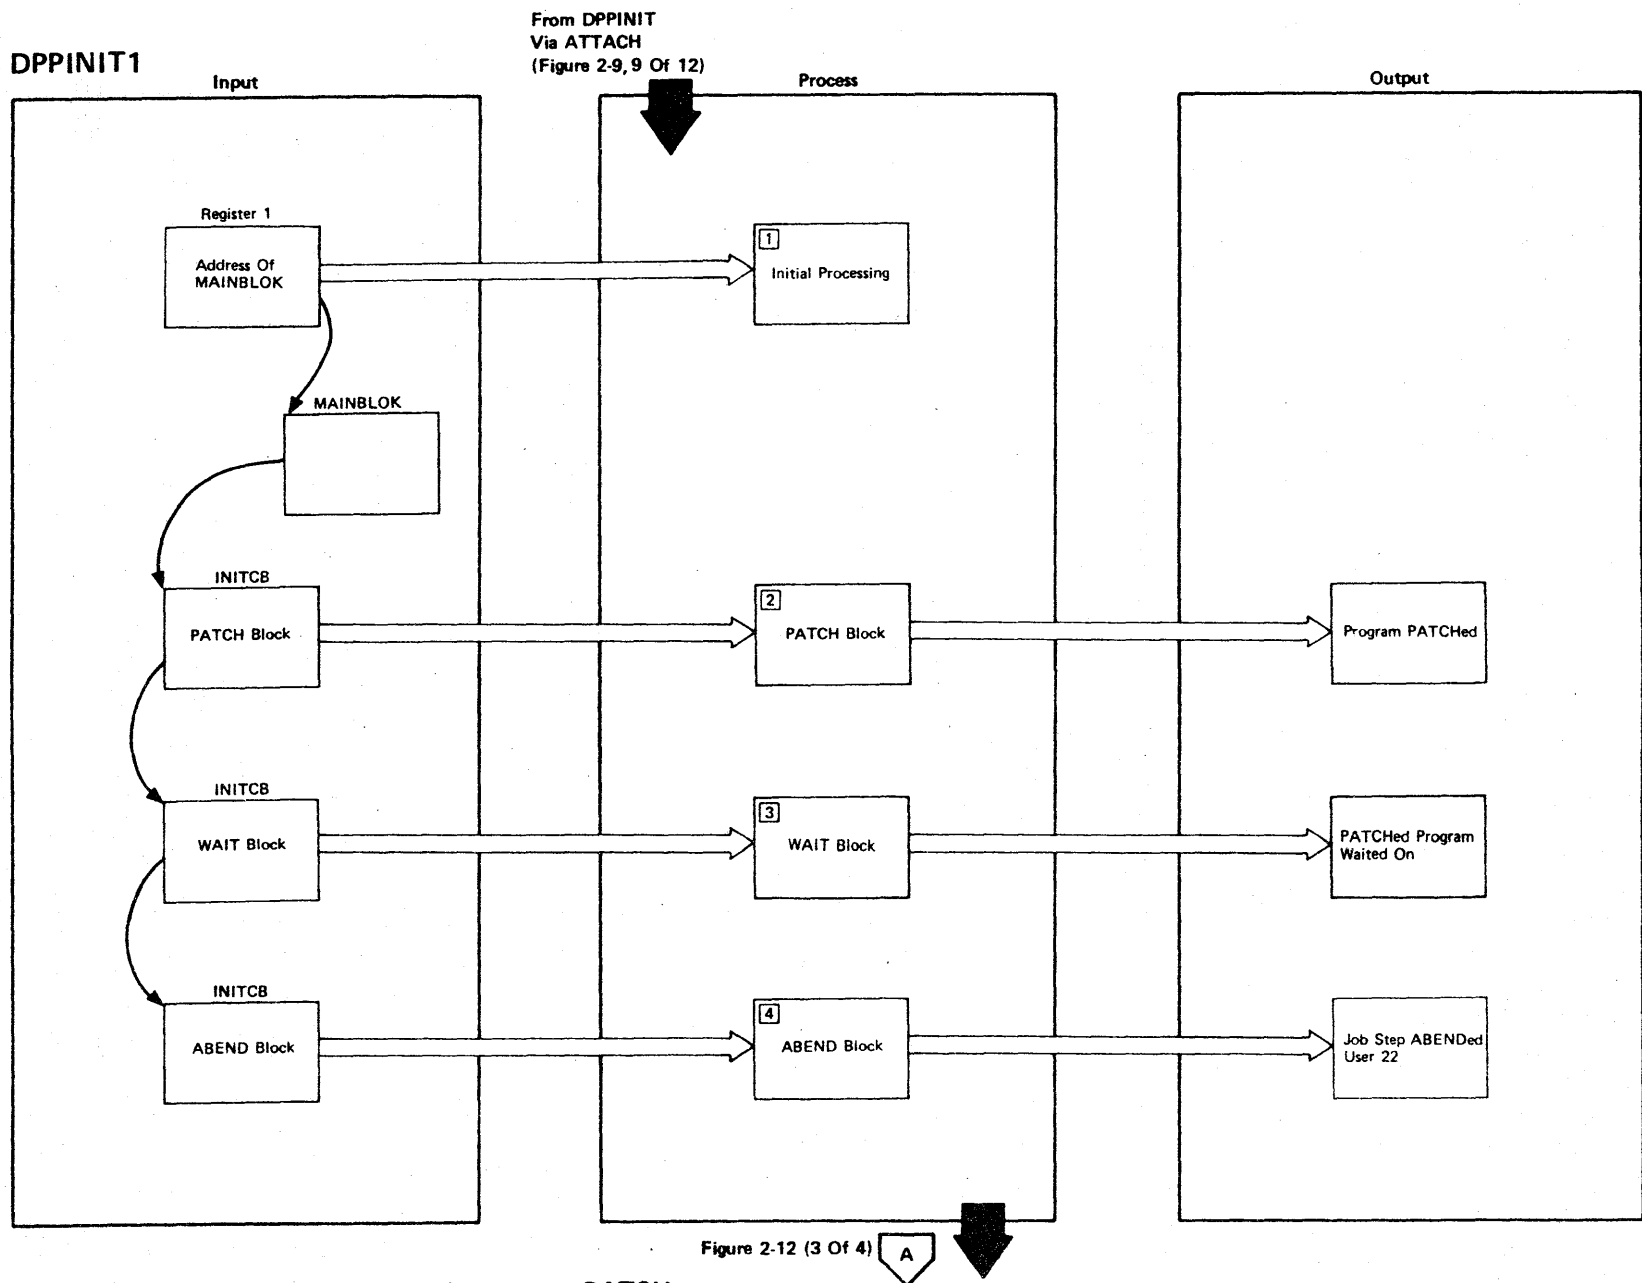 DPPINIT1
From DPPINIT
Via ATTACH
(Figure 2-9, 9 Of 12)
Input
Process
Output
Register 1
Address Of
MAINBLOK
1
Initial Processing
MAINBLOK
INITCB
PATCH Block
2
PATCH Block
Program PATCHed
INITCB
WAIT Block
3
WAIT Block
PATCHed Program
Waited On
INITCB
ABEND Block
4
ABEND Block
Job Step ABENDed
User 22
Figure 2-12 (3 Of 4)
A